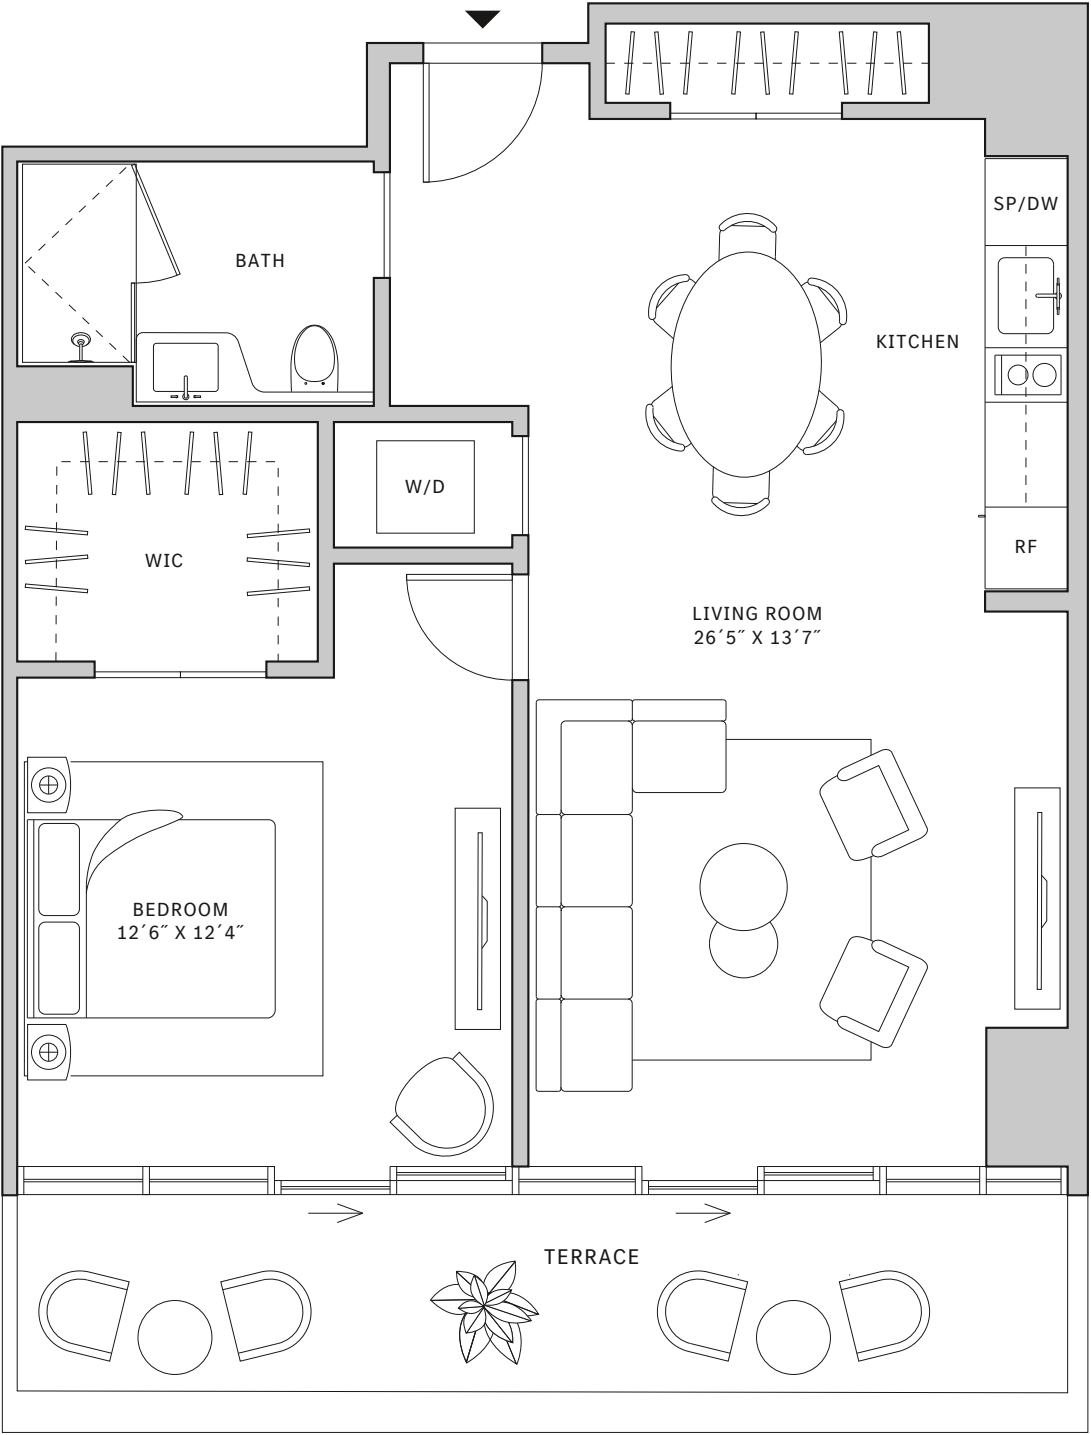 SP/DW
BATH
KITCHEN
W/D
WIC
RF
LIVING ROOM
26´5˝ X 13´7˝
BEDROOM
12´6˝ X 12´4˝
TERRACE